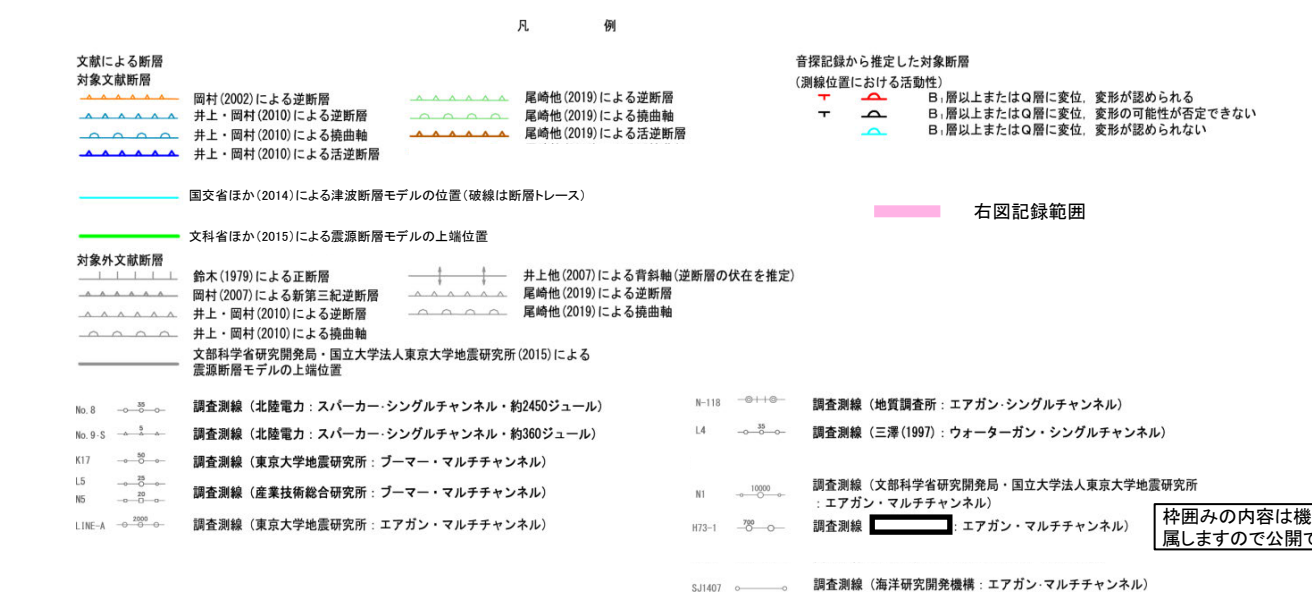 凡　例
文献による断層
対象文献断層
岡村(2002)による逆断層
井上・岡村(2010)による逆断層
井上・岡村(2010)による撓曲軸
井上・岡村(2010)による活逆断層
尾崎他(2019)による逆断層
尾崎他(2019)による撓曲軸
尾崎他(2019)による活逆断層
音探記録から推定した対象断層
(測線位置における活動性)
B₁層以上またはQ層に変位，変形が認められる
B₁層以上またはQ層に変位，変形の可能性が否定できない
B₁層以上またはQ層に変位，変形が認められない
国交省ほか(2014)による津波断層モデルの位置(破線は断層トレース)
右図記録範囲
文科省ほか(2015)による震源断層モデルの上端位置
対象外文献断層
鈴木(1979)による正断層
岡村(2007)による新第三紀逆断層
井上・岡村(2010)による逆断層
井上・岡村(2010)による撓曲軸
文部科学省研究開発局・国立大学法人東京大学地震研究所(2015)による
震源断層モデルの上端位置
井上他(2007)による背斜軸(逆断層の伏在を推定)
尾崎他(2019)による逆断層
尾崎他(2019)による撓曲軸
No.8 35 調査測線（北陸電力：スパーカー・シングルチャンネル・約2450ジュール）
No.9-S 5 調査測線（北陸電力：スパーカー・シングルチャンネル・約360ジュール）
K17 50 調査測線（東京大学地震研究所：ブーマー・マルチチャンネル）
L5 25
N5 20 調査測線（産業技術総合研究所：ブーマー・マルチチャンネル）
LINE-A 2000 調査測線（東京大学地震研究所：エアガン・マルチチャンネル）
N-118 調査測線（地質調査所：エアガン・シングルチャンネル）
L4 35 調査測線（三澤(1997)：ウォーターガン・シングルチャンネル）
N1 10000 調査測線（文部科学省研究開発局・国立大学法人東京大学地震研究所
：エアガン・マルチチャンネル）
H73-1 700 調査測線 ：エアガン・マルチチャンネル）
枠囲みの内容は機
属しますので公開で
SJ1407 調査測線（海洋研究開発機構：エアガン・マルチチャンネル）